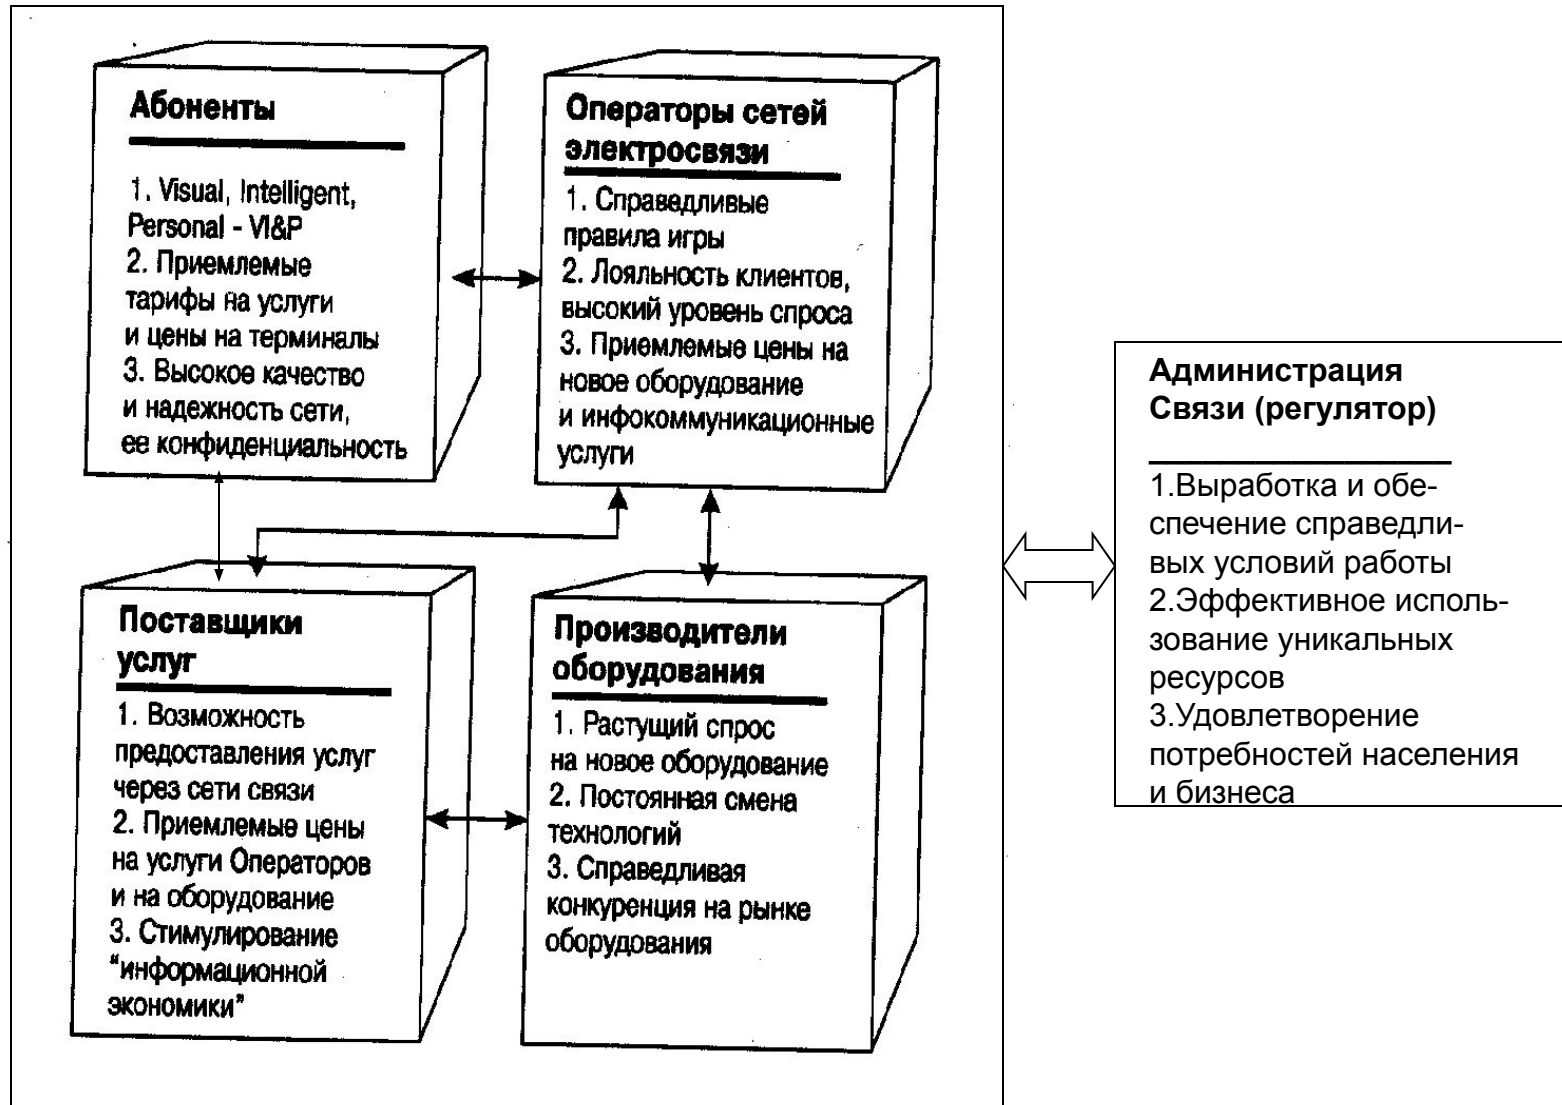 Абоненты
1. Visual, Intelligent,
Personal - VI&P
2. Приемлемые
тарифы на услуги
и цены на терминалы
3. Высокое качество
и надежность сети,
ее конфиденциальность
Операторы сетей
электросвязи
1. Справедливые
правила игры
2. Лояльность клиентов,
высокий уровень спроса
3. Приемлемые цены на
новое оборудование
и инфокоммуникационные
услуги
Поставщики
услуг
1. Возможность
предоставления услуг
через сети связи
2. Приемлемые цены
на услуги Операторов
и на оборудование
3. Стимулирование
"информационной
экономики"
Производители
оборудования
1. Растущий спрос
на новое оборудование
2. Постоянная смена
технологий
3. Справедливая
конкуренция на рынке
оборудования
Администрация
Связи (регулятор)
1.Выработка и обе-
спечение справедли-
вых условий работы
2.Эффективное исполь-
зование уникальных
ресурсов
3.Удовлетворение
потребностей населения
и бизнеса